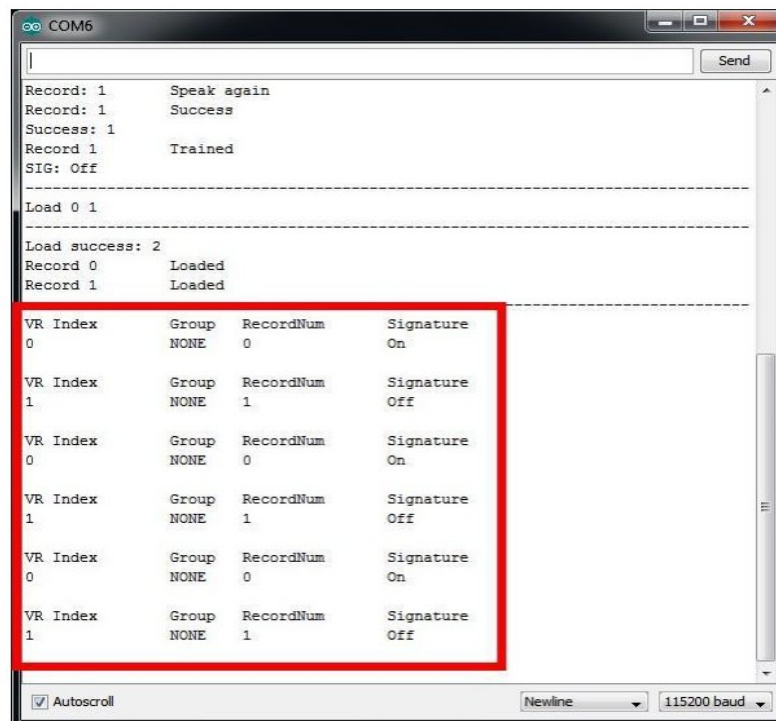 COM6
Send
Record: 1 Speak again
Record: 1 Success
Success: 1
Record 1 Trained
SIG: Off
--------------------------------------------------------------------------------
Load 0 1
--------------------------------------------------------------------------------
Load success: 2
Record 0 Loaded
Record 1 Loaded
--------------------------------------------------------------------------------
VR Index Group RecordNum Signature
0 NONE 0 On
VR Index Group RecordNum Signature
1 NONE 1 Off
VR Index Group RecordNum Signature
0 NONE 0 On
VR Index Group RecordNum Signature
1 NONE 1 Off
VR Index Group RecordNum Signature
0 NONE 0 On
VR Index Group RecordNum Signature
1 NONE 1 Off
Autoscroll Newline 115200 baud